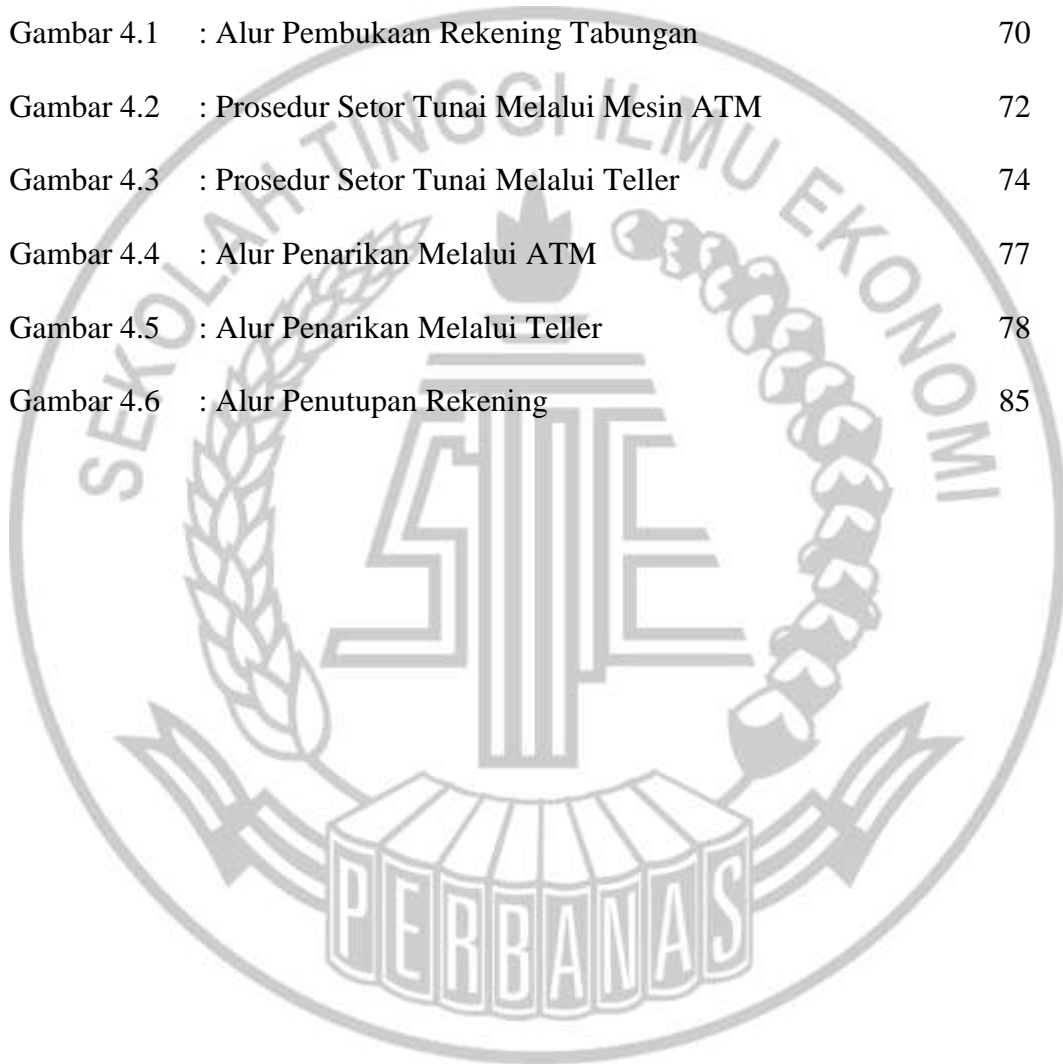 Gambar 4.1 : Alur Pembukaan Rekening Tabungan 70
Gambar 4.2 : Prosedur Setor Tunai Melalui Mesin ATM 72
Gambar 4.3 : Prosedur Setor Tunai Melalui Teller 74
Gambar 4.4 : Alur Penarikan Melalui ATM 77
Gambar 4.5 : Alur Penarikan Melalui Teller 78
Gambar 4.6 : Alur Penutupan Rekening 85
SEKOLAH TINGGI ILMU EKONOMI
STIE
PERBANAS